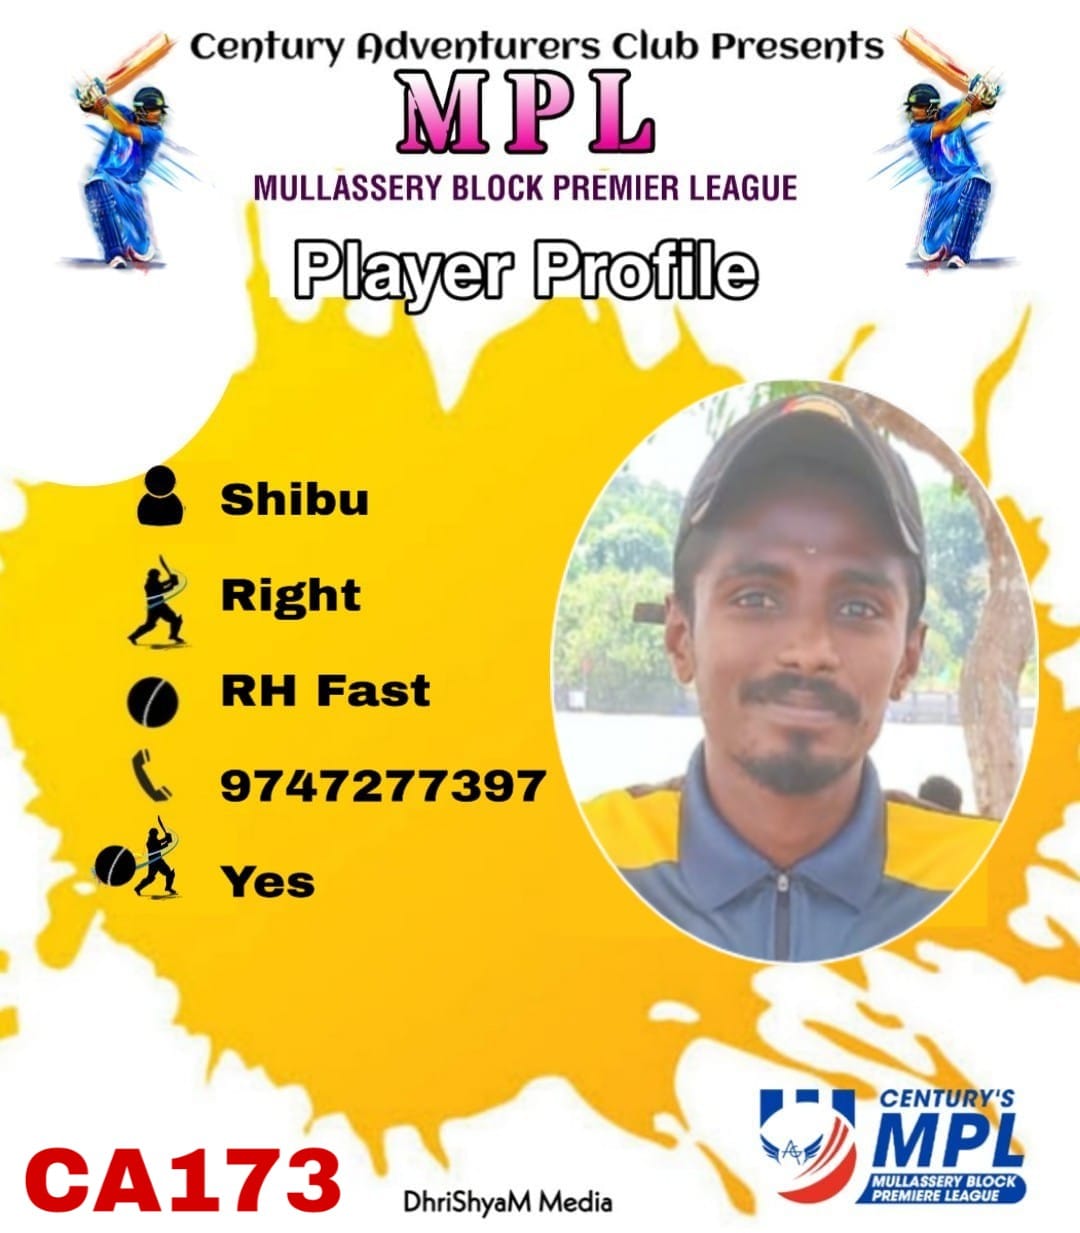 Century Adventurers Club Presents
MPL
MULLASSERY BLOCK PREMIER LEAGUE
Player Profile
Shibu
Right
RH Fast
9747277397
Yes
CA173
DhriShyaM Media
CENTURY'S
MPL
MULLASSERY BLOCK
PREMIERE LEAGUE